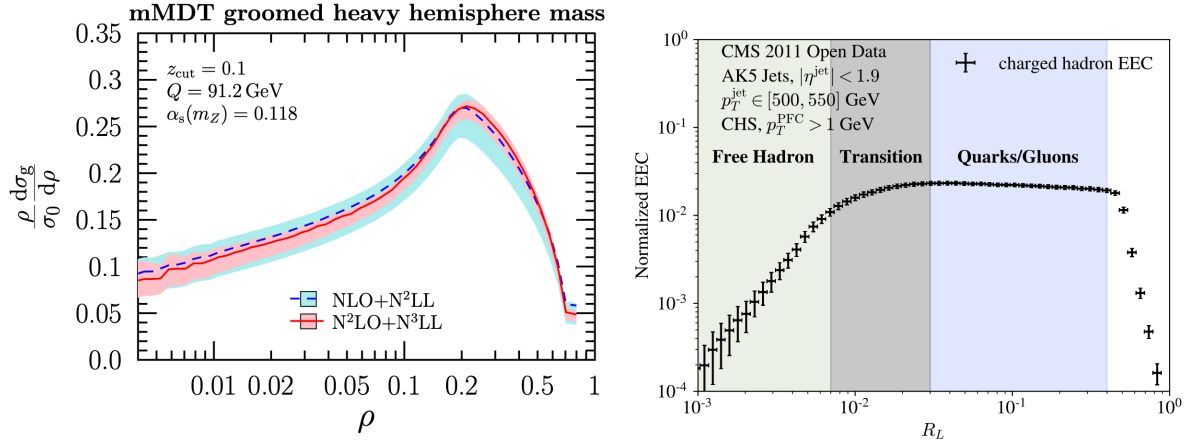 mMDT groomed heavy hemisphere mass
0.35
0.3
0.25
0.2
0.15
0.1
0.05
0.0
ρ/σ₀ dσg/dρ
z_cut = 0.1
Q = 91.2 GeV
αs(mZ) = 0.118
NLO+N²LL
N²LO+N³LL
0.01 0.02 0.05 0.1 0.2 0.5 1
ρ
10⁰
10⁻¹
10⁻²
10⁻³
10⁻⁴
Normalized EEC
CMS 2011 Open Data
AK5 Jets, |η^jet| < 1.9
p_T^jet ∈ [500, 550] GeV
CHS, p_T^PFC > 1 GeV
charged hadron EEC
Free Hadron Transition Quarks/Gluons
10⁻³ 10⁻² 10⁻¹ 10⁰
R_L